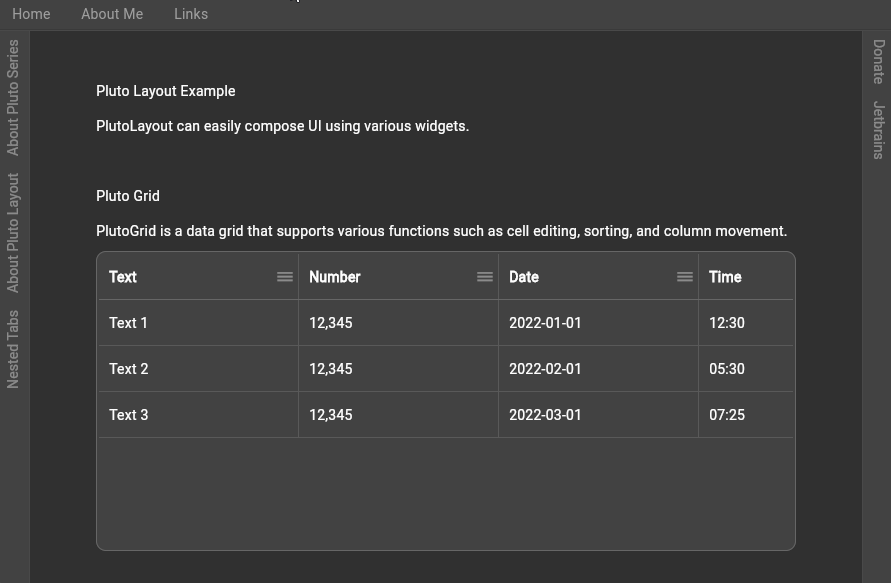 Home About Me Links
About Pluto Series
About Pluto Layout
Nested Tabs
Pluto Layout Example
PlutoLayout can easily compose UI using various widgets.
Pluto Grid
PlutoGrid is a data grid that supports various functions such as cell editing, sorting, and column movement.
Text Number Date Time
Text 1 12,345 2022-01-01 12:30
Text 2 12,345 2022-02-01 05:30
Text 3 12,345 2022-03-01 07:25
Donate
Jetbrains